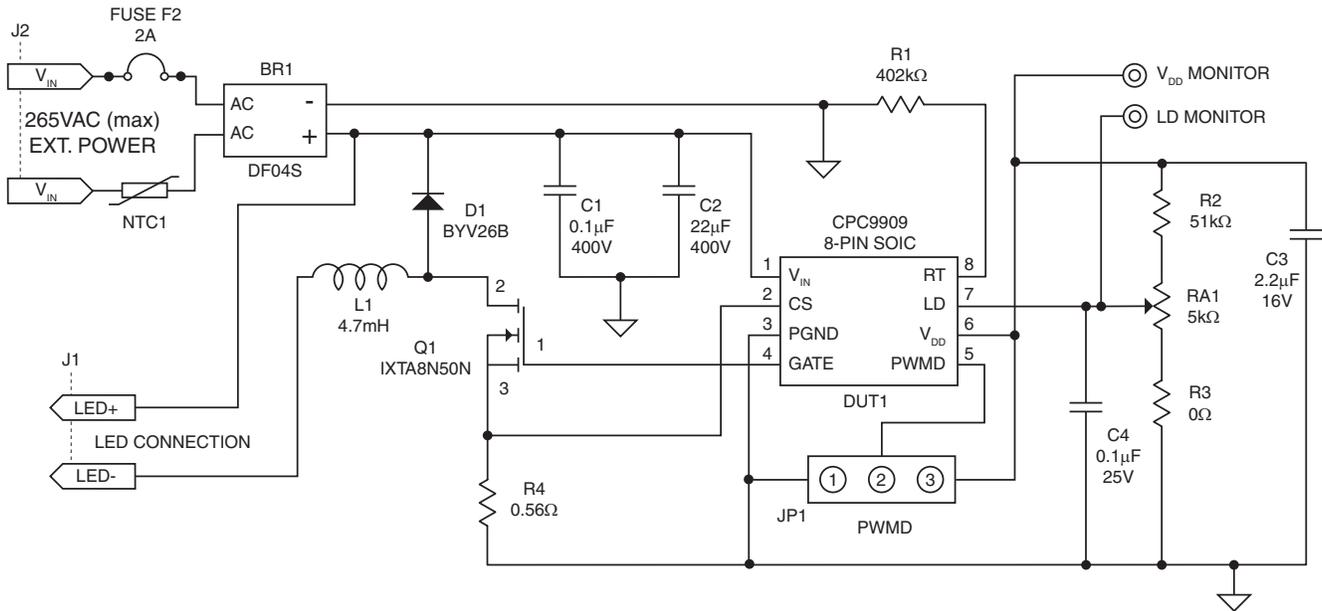 FUSE F2
2A
J2
V_IN
265VAC (max)
EXT. POWER
V_IN
NTC1
BR1
AC
AC
-
+
DF04S
R1
402kΩ
V_DD MONITOR
LD MONITOR
D1
BYV26B
C1
0.1μF
400V
C2
22μF
400V
CPC9909
8-PIN SOIC
1
V_IN
2
CS
3
PGND
4
GATE
RT
8
LD
7
V_DD
6
PWMD
5
DUT1
R2
51kΩ
RA1
5kΩ
R3
0Ω
C3
2.2μF
16V
C4
0.1μF
25V
L1
4.7mH
2
Q1
IXTA8N50N
1
3
J1
LED+
LED CONNECTION
LED-
R4
0.56Ω
1
2
3
JP1
PWMD